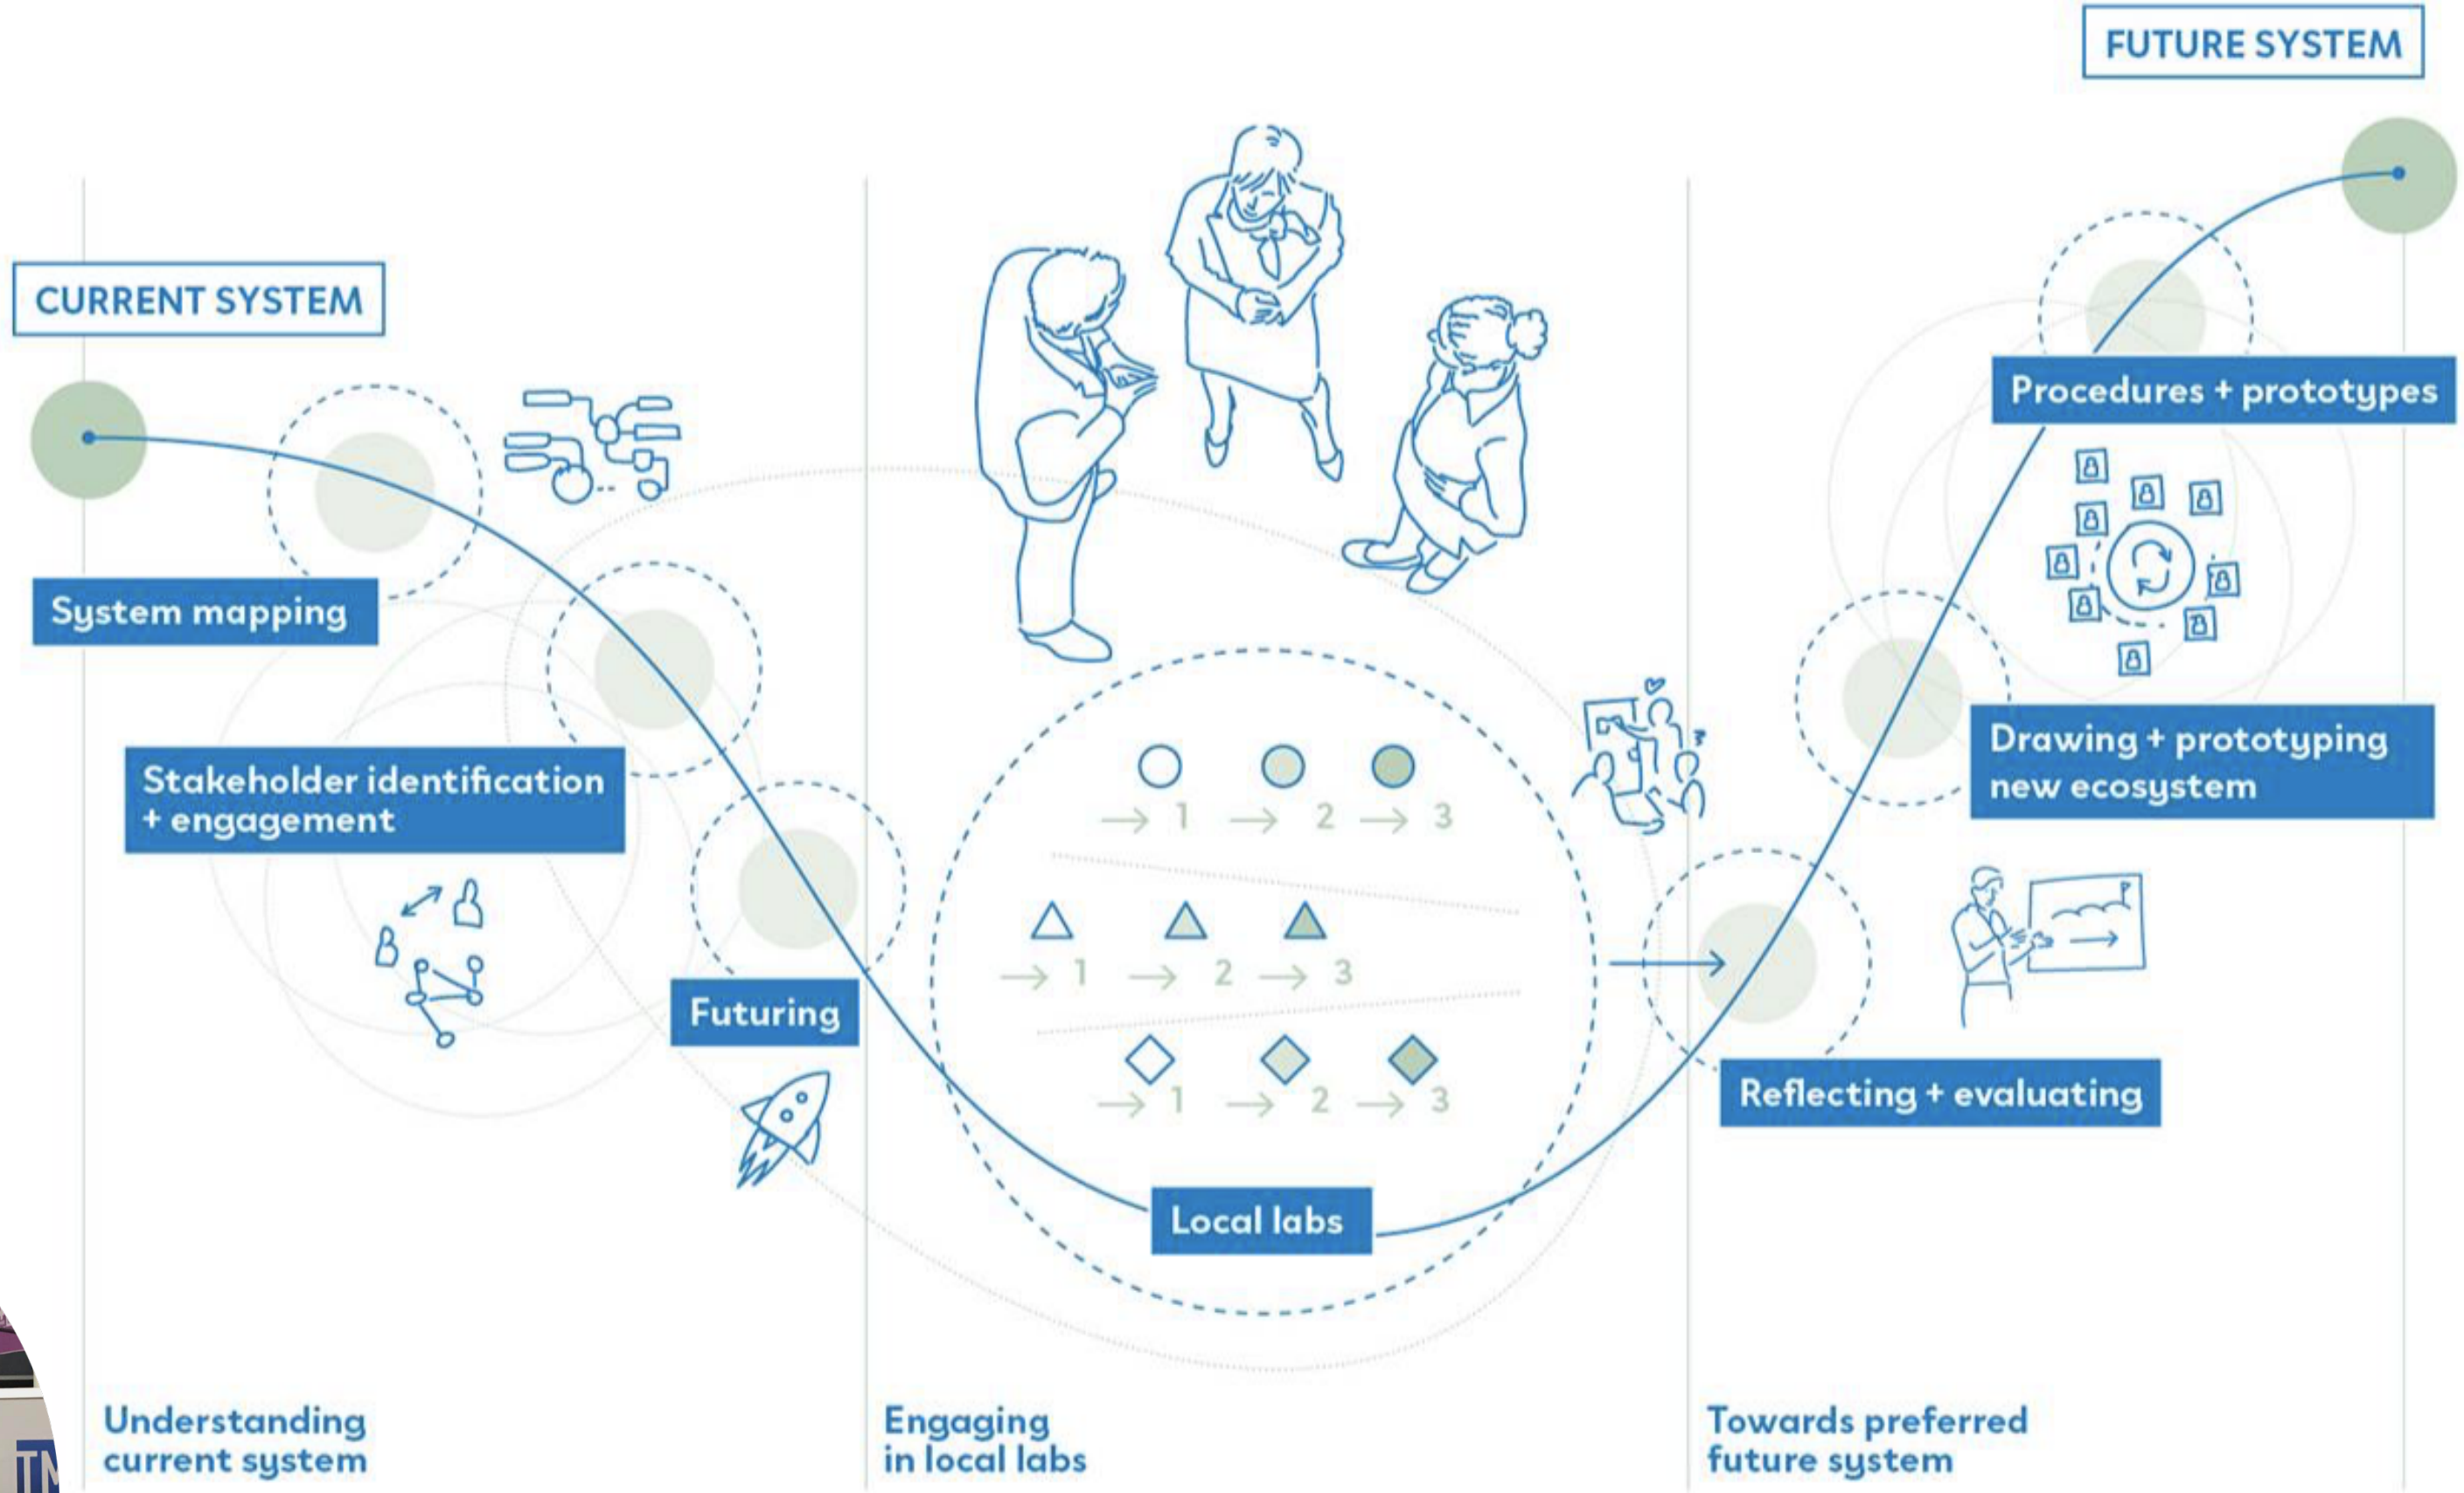 FUTURE SYSTEM
CURRENT SYSTEM
Procedures + prototypes
System mapping
Drawing + prototyping
new ecosystem
Stakeholder identification
+ engagement
1 2 3
1 2 3
Futuring
1 2 3
Reflecting + evaluating
Local labs
Understanding
current system
Engaging
in local labs
Towards preferred
future system